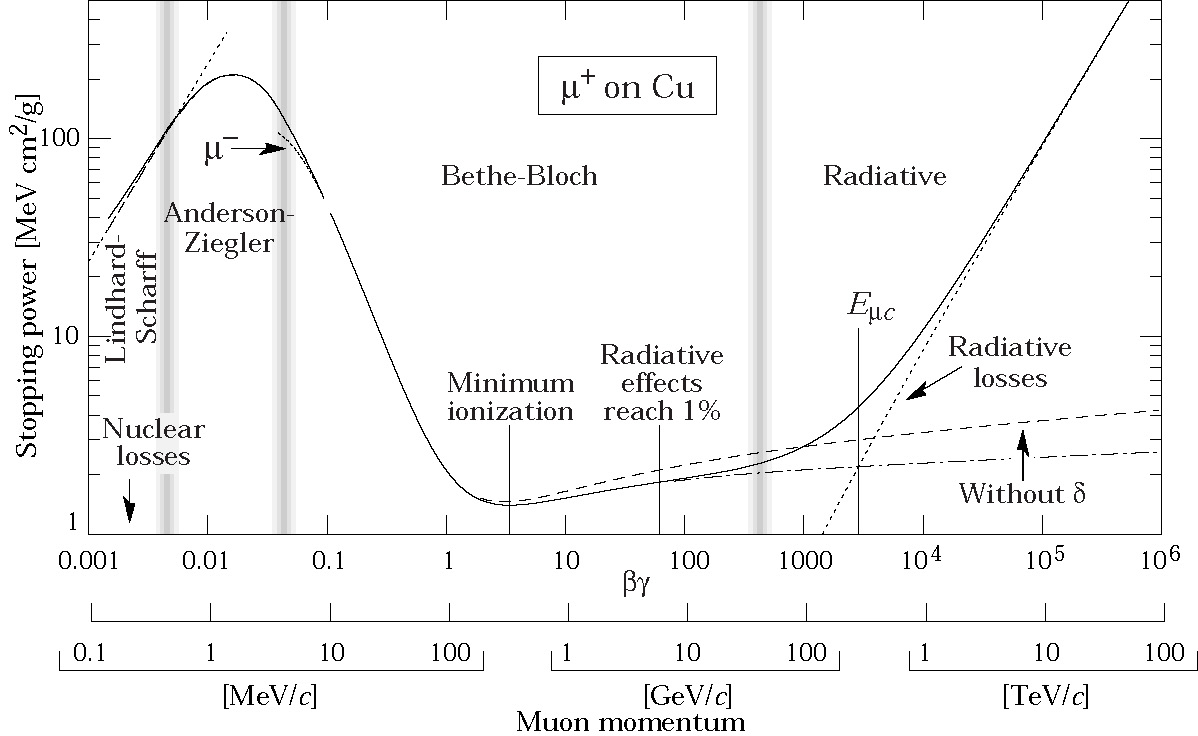 Stopping power [MeV cm²/g]
100
10
1
μ⁺ on Cu
μ⁻
Bethe-Bloch
Radiative
Anderson-
Ziegler
Lindhard-
Scharff
E μc
Radiative
losses
Minimum
ionization
Radiative
effects
reach 1%
Nuclear
losses
Without δ
0.001 0.01 0.1 1 10 100 1000 10⁴ 10⁵ 10⁶
βγ
0.1 1 10 100 1 10 100 1 10 100
[MeV/c] [GeV/c] [TeV/c]
Muon momentum